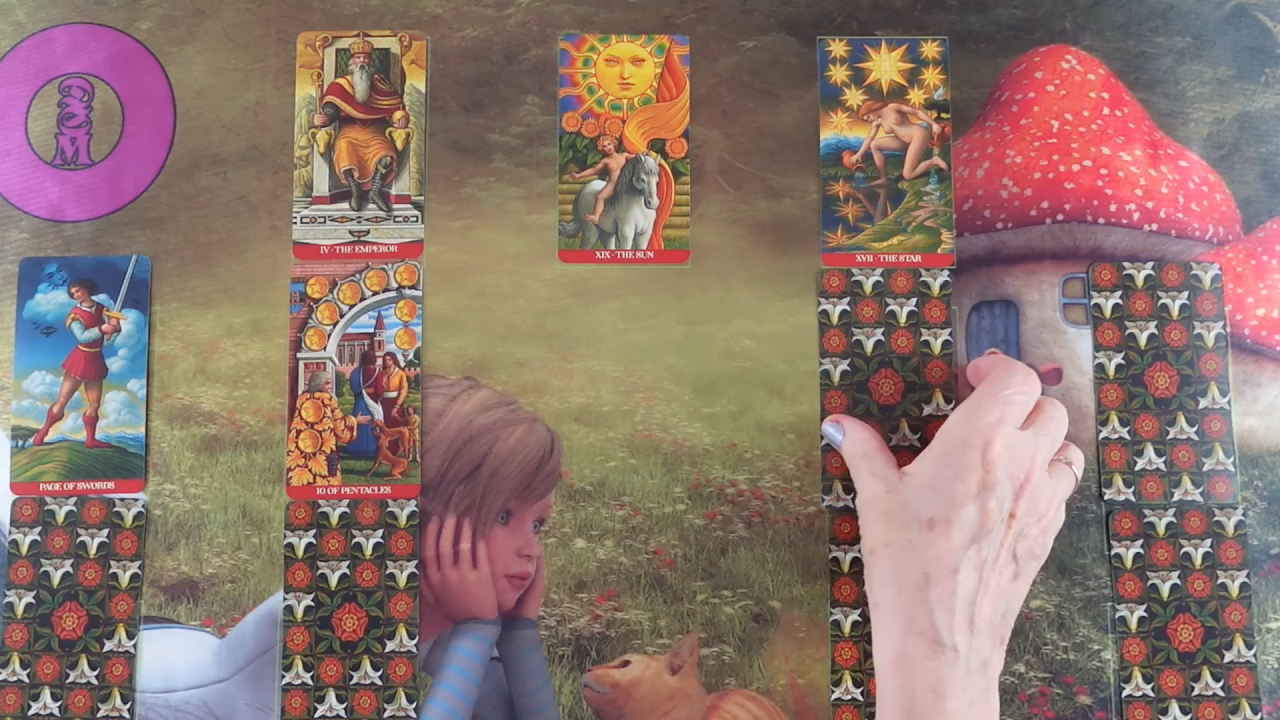 IV · THE EMPEROR
XIX · THE SUN
XVII · THE STAR
PAGE OF SWORDS
10 OF PENTACLES